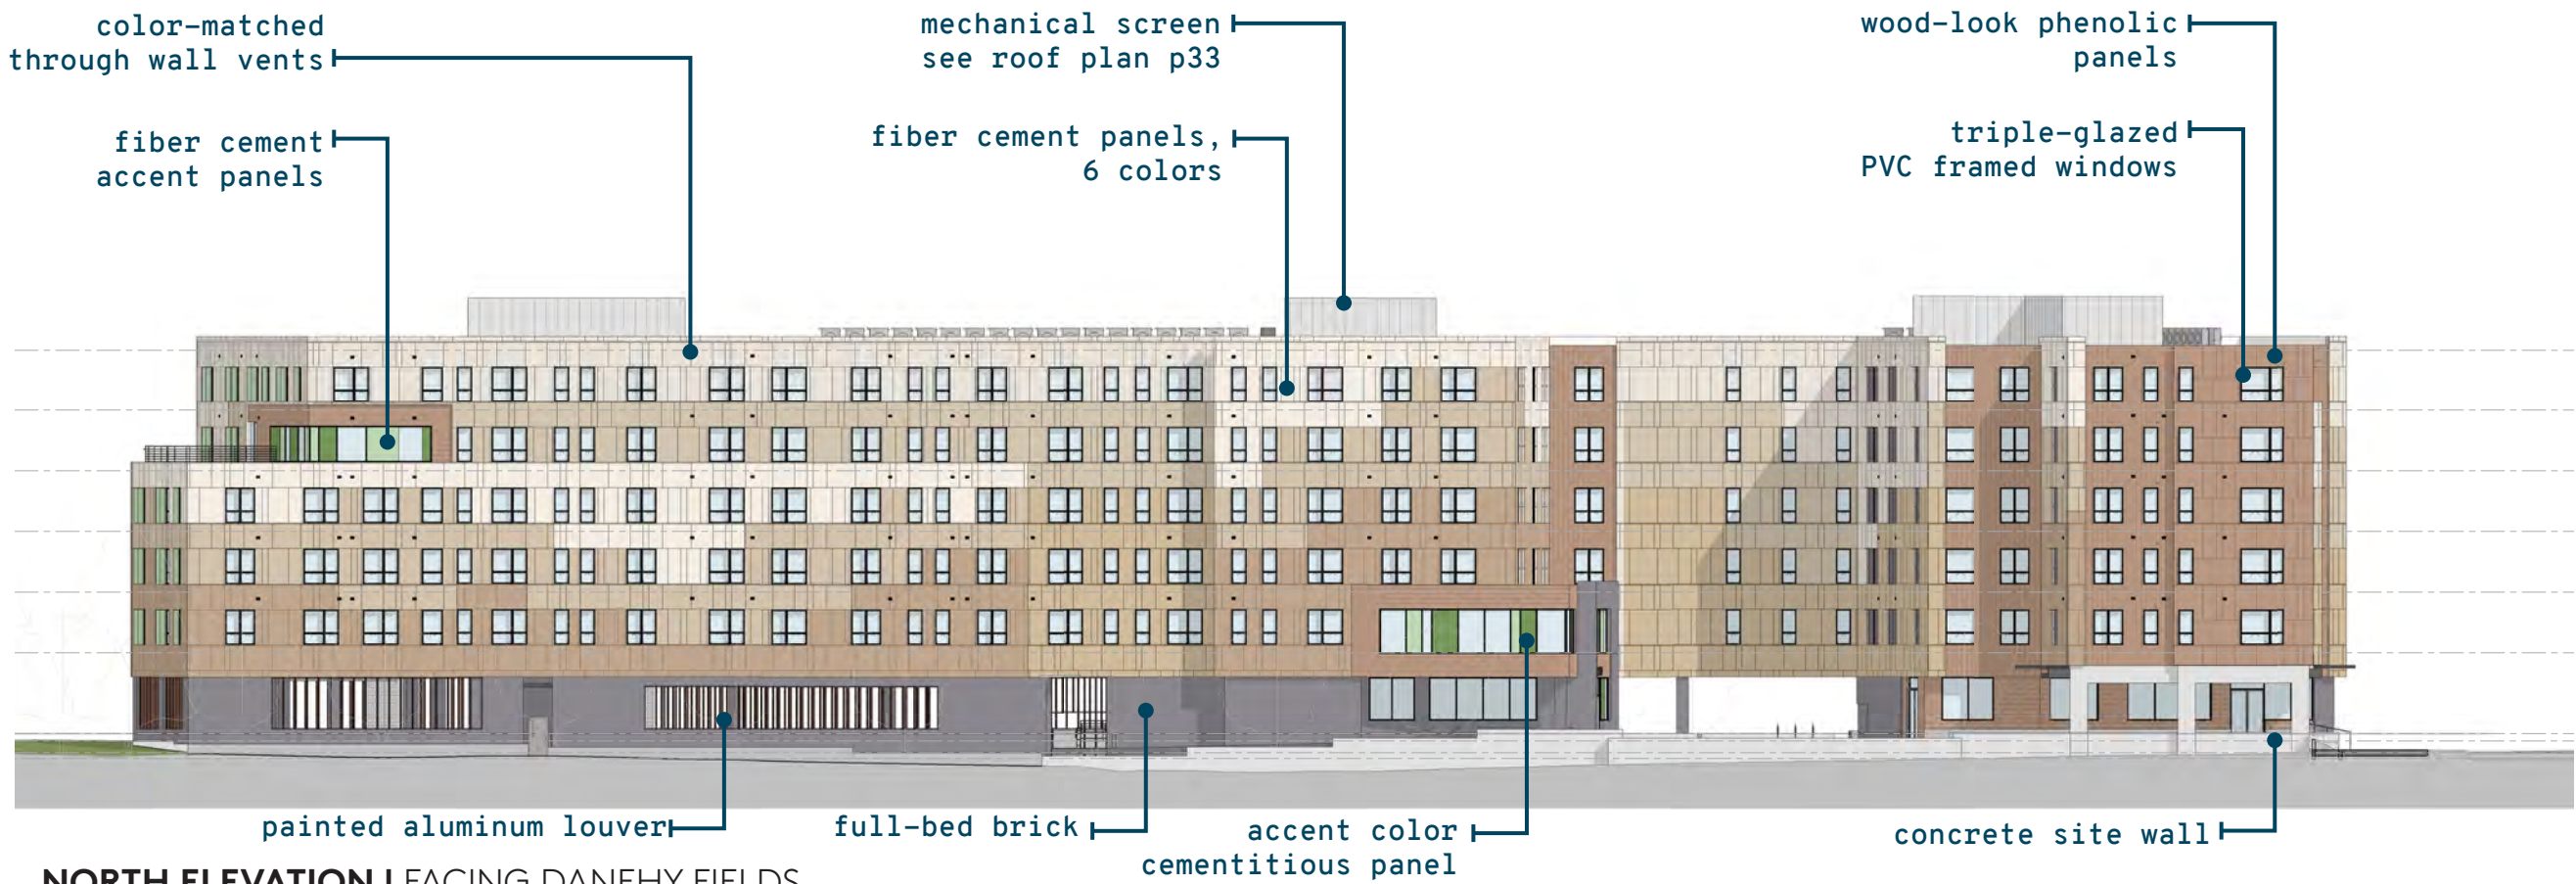 color-matched
through wall vents
mechanical screen
see roof plan p33
wood-look phenolic
panels
fiber cement
accent panels
fiber cement panels,
6 colors
triple-glazed
PVC framed windows
painted aluminum louver
full-bed brick
accent color
cementitious panel
concrete site wall
NORTH ELEVATION | FACING DANEHY FIELDS